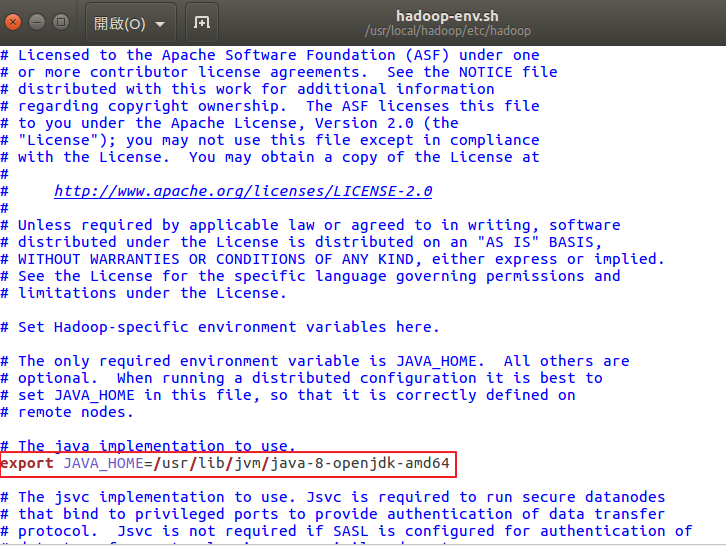 開啟(O)
hadoop-env.sh
/usr/local/hadoop/etc/hadoop
# Licensed to the Apache Software Foundation (ASF) under one
# or more contributor license agreements.  See the NOTICE file
# distributed with this work for additional information
# regarding copyright ownership.  The ASF licenses this file
# to you under the Apache License, Version 2.0 (the
# "License"); you may not use this file except in compliance
# with the License.  You may obtain a copy of the License at
#
#     http://www.apache.org/licenses/LICENSE-2.0
#
# Unless required by applicable law or agreed to in writing, software
# distributed under the License is distributed on an "AS IS" BASIS,
# WITHOUT WARRANTIES OR CONDITIONS OF ANY KIND, either express or implied.
# See the License for the specific language governing permissions and
# limitations under the License.
# Set Hadoop-specific environment variables here.
# The only required environment variable is JAVA_HOME.  All others are
# optional.  When running a distributed configuration it is best to
# set JAVA_HOME in this file, so that it is correctly defined on
# remote nodes.
# The java implementation to use.
export JAVA_HOME=/usr/lib/jvm/java-8-openjdk-amd64
# The jsvc implementation to use. Jsvc is required to run secure datanodes
# that bind to privileged ports to provide authentication of data transfer
# protocol.  Jsvc is not required if SASL is configured for authentication of